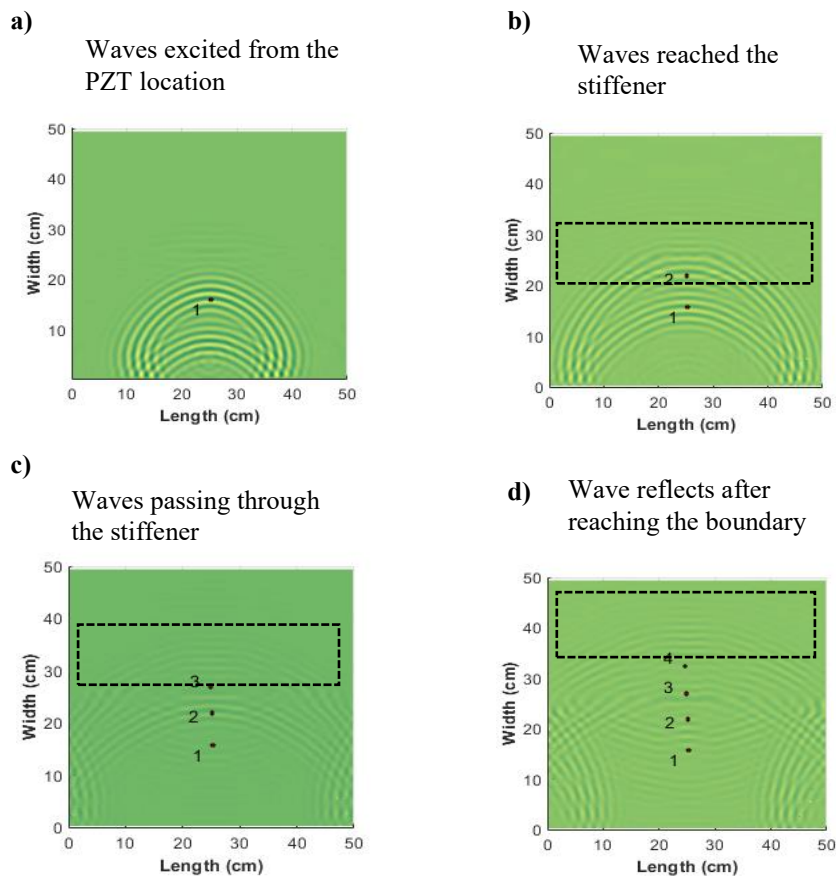 a)
Waves excited from the
PZT location
50
40
30
20
10
Width (cm)
1
0 10 20 30 40 50
Length (cm)
b)
Waves reached the
stiffener
50
40
30
20
10
0
Width (cm)
2
1
0 10 20 30 40 50
Length (cm)
c)
Waves passing through
the stiffener
50
40
30
20
10
0
Width (cm)
3
2
1
0 10 20 30 40 50
Length (cm)
d)
Wave reflects after
reaching the boundary
50
40
30
20
10
0
Width (cm)
4
3
2
1
0 10 20 30 40 50
Length (cm)